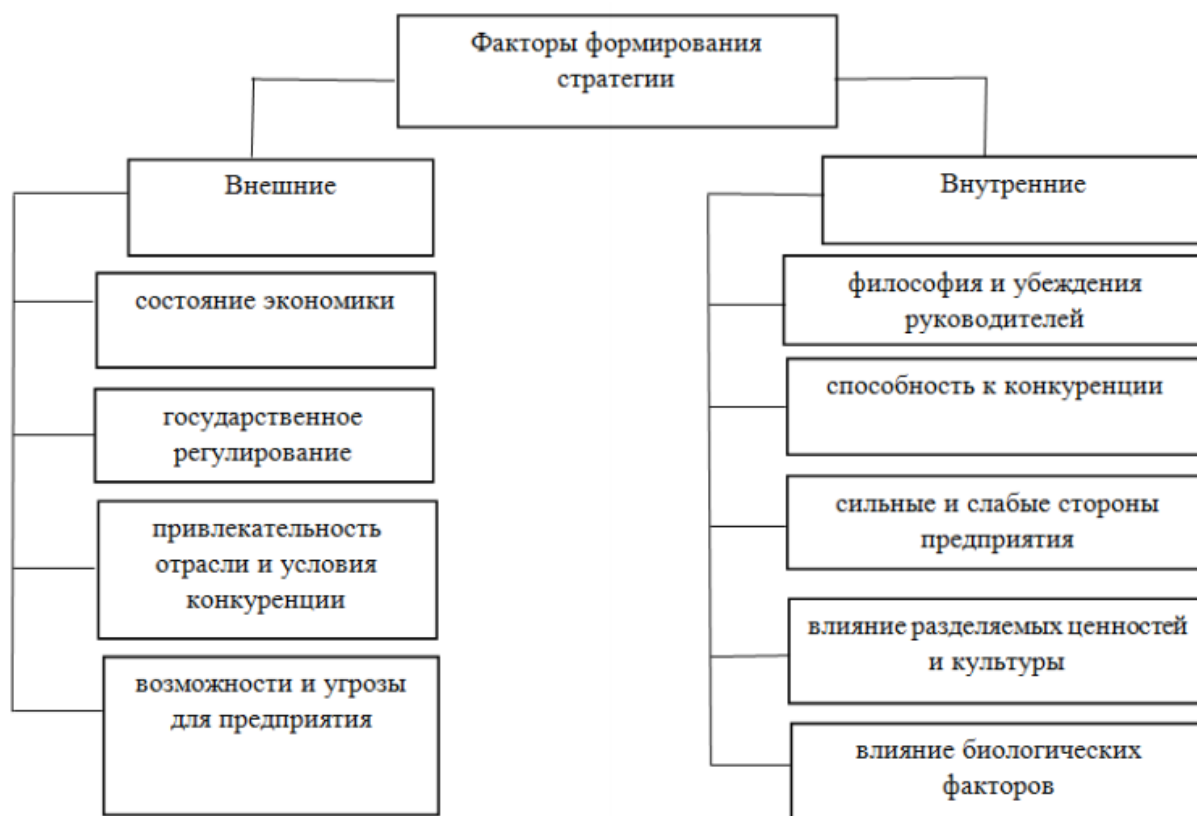 Факторы формирования
стратегии
Внешние
состояние экономики
государственное
регулирование
привлекательность
отрасли и условия
конкуренции
возможности и угрозы
для предприятия
Внутренние
философия и убеждения
руководителей
способность к конкуренции
сильные и слабые стороны
предприятия
влияние разделяемых ценностей
и культуры
влияние биологических
факторов